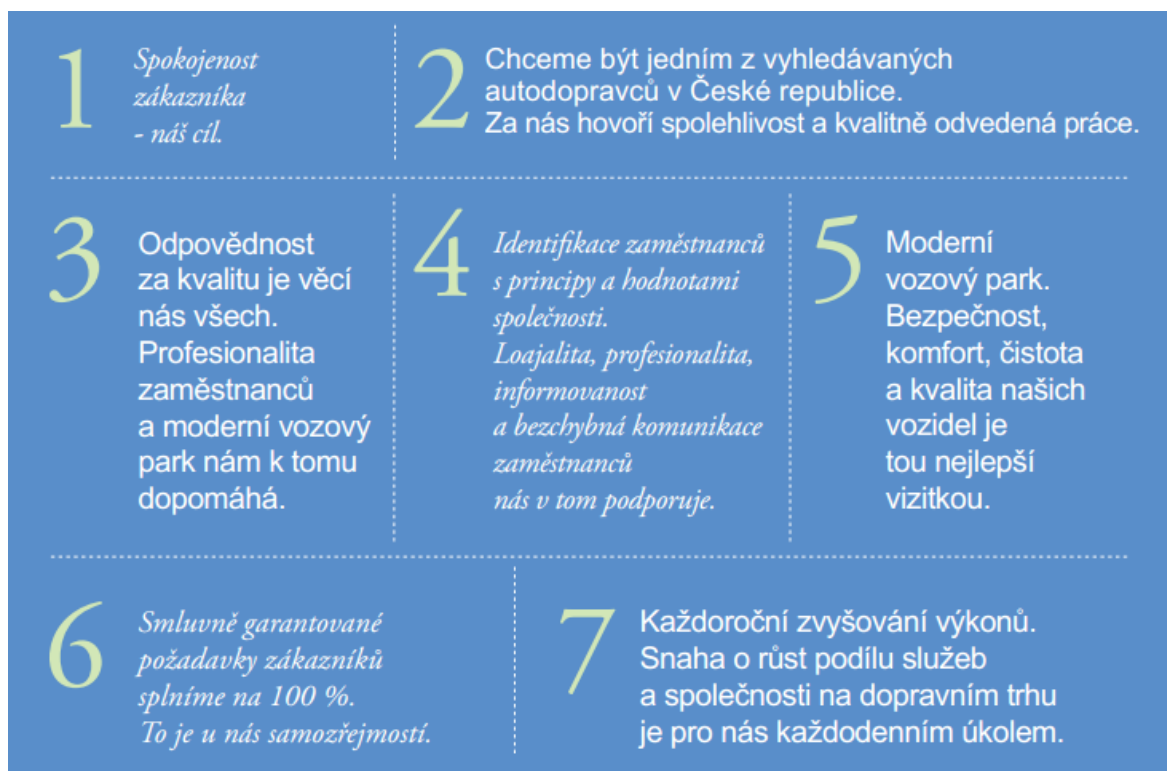 1
Spokojenost
zákazníka
- náš cíl.
2
Chceme být jedním z vyhledávaných
autodopravců v České republice.
Za nás hovoří spolehlivost a kvalitně odvedená práce.
3
Odpovědnost
za kvalitu je věcí
nás všech.
Profesionalita
zaměstnanců
a moderní vozový
park nám k tomu
dopomáhá.
4
Identifikace zaměstnanců
s principy a hodnotami
společnosti.
Loajalita, profesionalita,
informovanost
a bezchybná komunikace
zaměstnanců
nás v tom podporuje.
5
Moderní
vozový park.
Bezpečnost,
komfort, čistota
a kvalita našich
vozidel je
tou nejlepší
vizitkou.
6
Smluvně garantované
požadavky zákazníků
splníme na 100 %.
To je u nás samozřejmostí.
7
Každoroční zvyšování výkonů.
Snaha o růst podílu služeb
a společnosti na dopravním trhu
je pro nás každodenním úkolem.